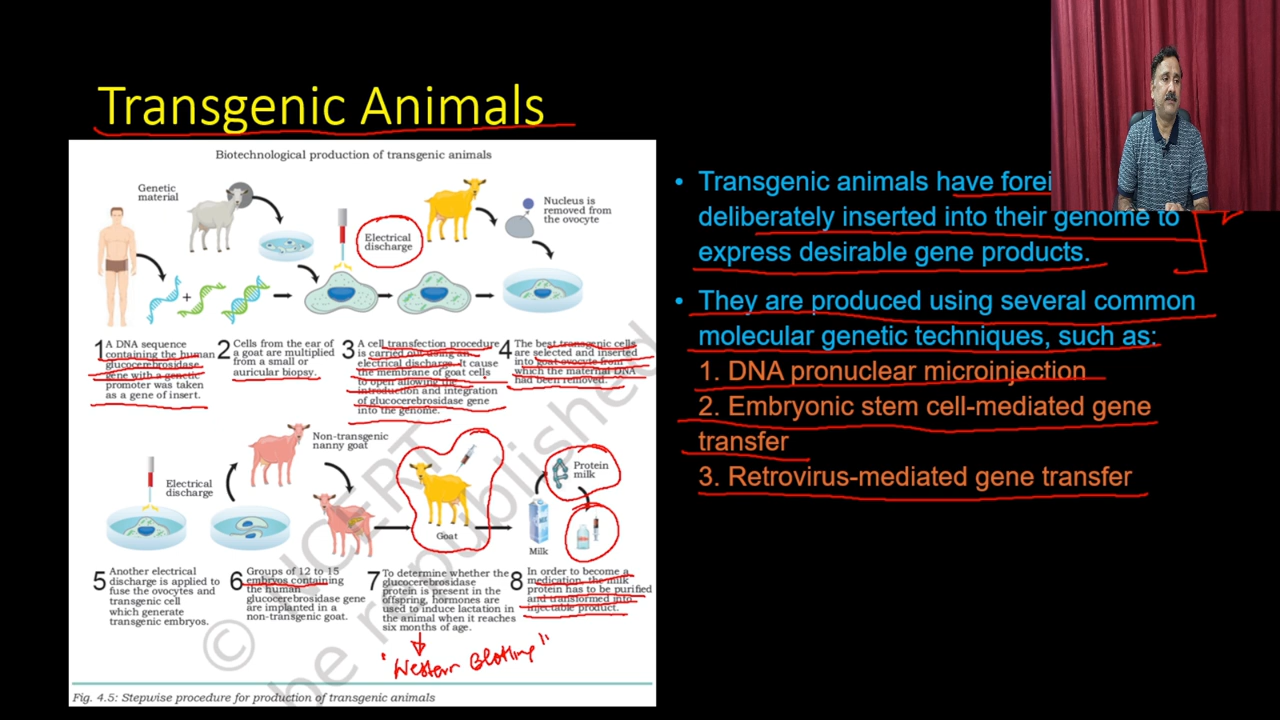 Transgenic Animals
Biotechnological production of transgenic animals
Genetic
material
Electrical
discharge
Nucleus is
removed from
the ovocyte
+
1 A DNA sequence
containing the human
glucocerebrosidase
gene with a genetic
promoter was taken
as a gene of insert.
2 Cells from the ear of
a goat are multiplied
from a small or
auricular biopsy.
3 A cell transfection procedure
is carried out using an
electrical discharge. It cause
the membrane of goat cells
to open allowing the
introduction and integration
of glucocerebrosidase gene
into the genome.
4 The best transgenic cells
are selected and inserted
into goat ovocyte from
which the maternal DNA
had been removed.
Electrical
discharge
Non-transgenic
nanny goat
Goat
Protein
milk
Milk
5 Another electrical
discharge is applied to
fuse the ovocytes and
transgenic cell
which generate
transgenic embryos.
6 Groups of 12 to 15
embroos containing
the human
glucocerebrosidase gene
are implanted in a
non-transgenic goat.
7 To determine whether the
glucocerebrosidase
protein is present in the
offspring, hormones are
used to induce lactation in
the animal when it reaches
six months of age.
8 In order to become a
medication, the milk
protein has to be purified
and transformed into
injectable product.
"Western Blotting"
© NCERT
be republished
Fig. 4.5: Stepwise procedure for production of transgenic animals
• Transgenic animals have forei
deliberately inserted into their genome to
express desirable gene products.
• They are produced using several common
molecular genetic techniques, such as:
1. DNA pronuclear microinjection
2. Embryonic stem cell-mediated gene
transfer
3. Retrovirus-mediated gene transfer